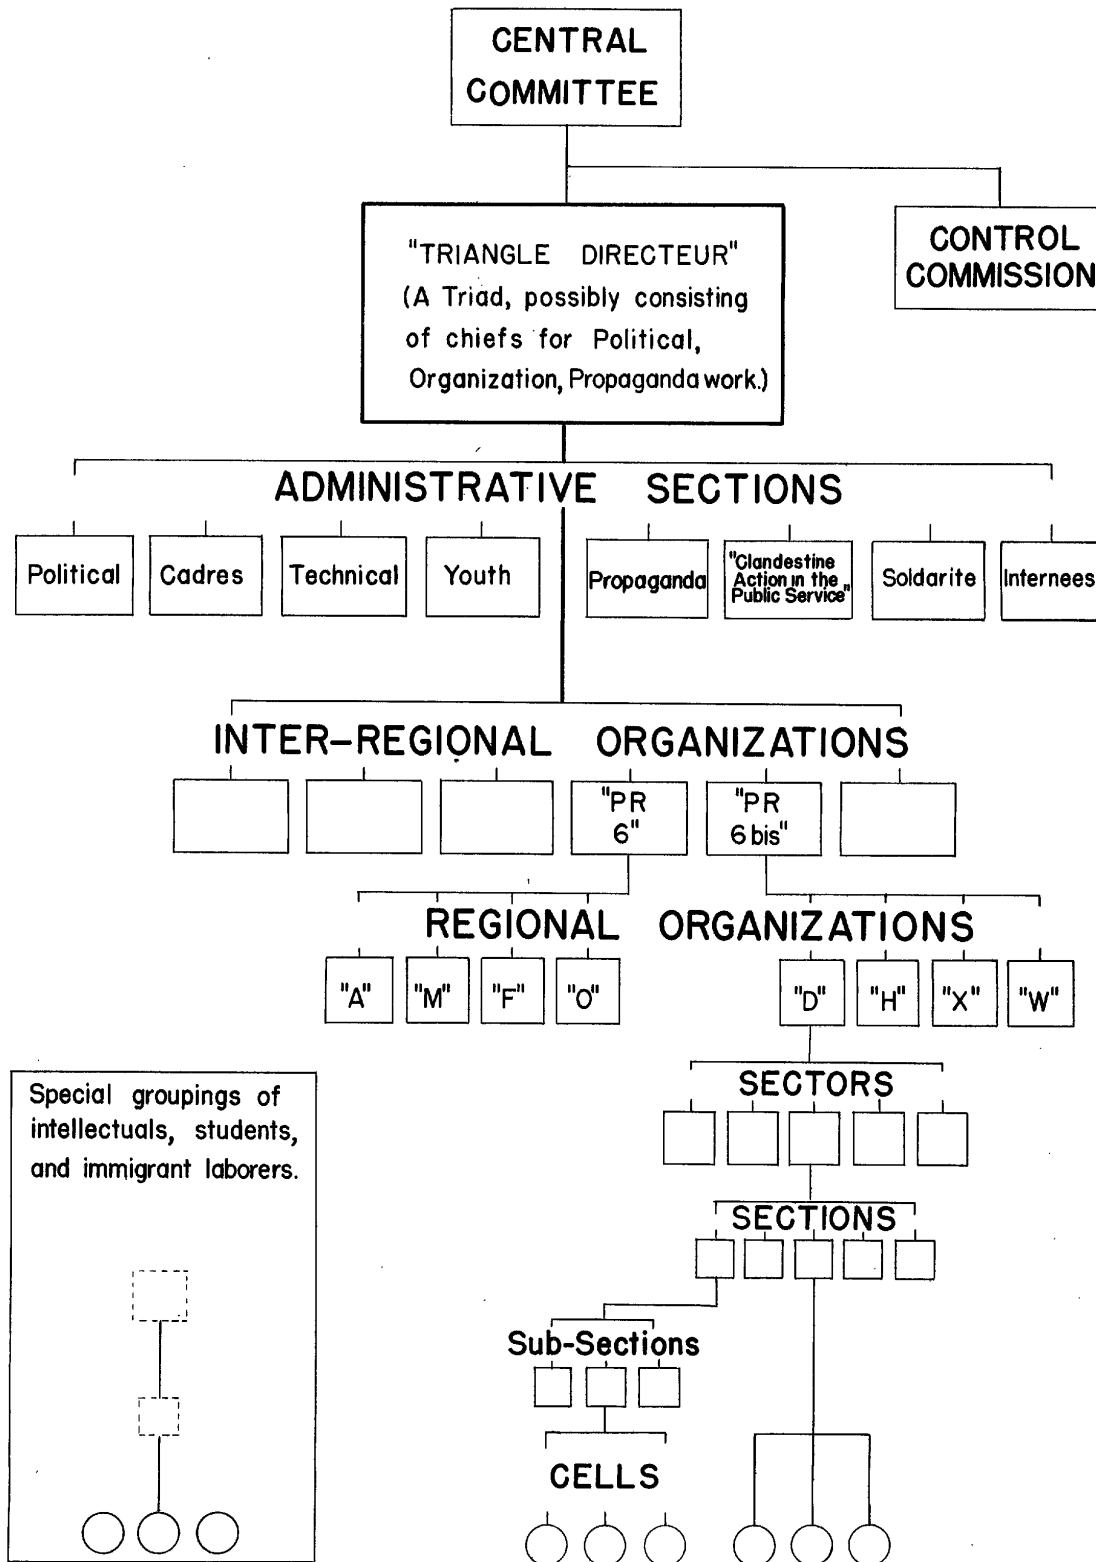 CENTRAL
COMMITTEE
"TRIANGLE DIRECTEUR"
(A Triad, possibly consisting
of chiefs for Political,
Organization, Propaganda work.)
CONTROL
COMMISSION
ADMINISTRATIVE SECTIONS
Political
Cadres
Technical
Youth
Propaganda
"Clandestine
Action in the
Public Service"
Soldarite
Internees
INTER-REGIONAL ORGANIZATIONS
"PR
6"
"PR
6 bis"
REGIONAL ORGANIZATIONS
"A"
"M"
"F"
"O"
"D"
"H"
"X"
"W"
SECTORS
SECTIONS
Sub-Sections
CELLS
Special groupings of
intellectuals, students,
and immigrant laborers.